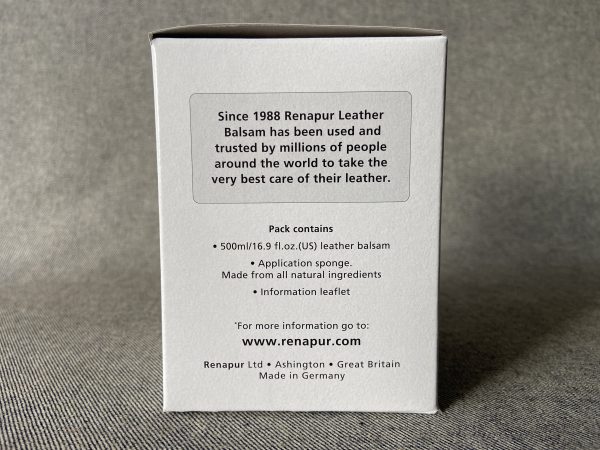 Since 1988 Renapur Leather
Balsam has been used and
trusted by millions of people
around the world to take the
very best care of their leather.
Pack contains
• 500ml/16.9 fl.oz.(US) leather balsam
• Application sponge.
Made from all natural ingredients
• Information leaflet
*For more information go to:
www.renapur.com
Renapur Ltd • Ashington • Great Britain
Made in Germany